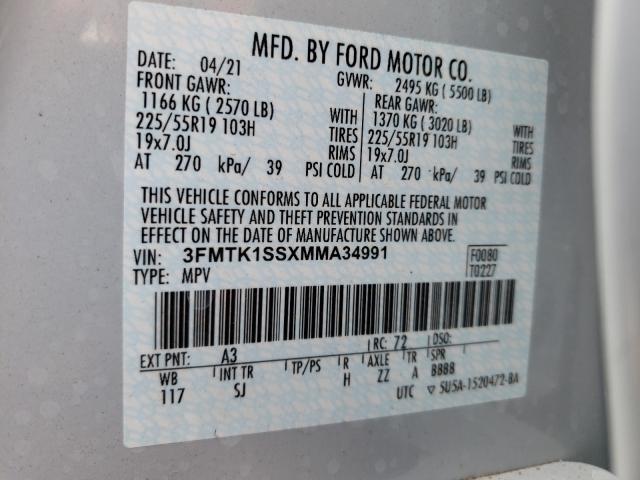 MFD. BY FORD MOTOR CO.
DATE: 04/21 GVWR: 2495 KG ( 5500 LB)
FRONT GAWR: REAR GAWR:
1166 KG ( 2570 LB) WITH 1370 KG ( 3020 LB) WITH
225/55R19 103H TIRES 225/55R19 103H TIRES
19x7.0J RIMS 19x7.0J RIMS
AT 270 kPa/ 39 PSI COLD AT 270 kPa/ 39 PSI COLD
THIS VEHICLE CONFORMS TO ALL APPLICABLE FEDERAL MOTOR
VEHICLE SAFETY AND THEFT PREVENTION STANDARDS IN
EFFECT ON THE DATE OF MANUFACTURE SHOWN ABOVE.
VIN: 3FMTK1SSXMMA34991 F0080
TYPE: MPV T0227
EXT PNT: A3 RC: 72 DSO:
WB INT TR TP/PS R AXLE TR SPR
117 SJ H ZZ A BBBB
UTC ▽ 5U5A-1520472-BA